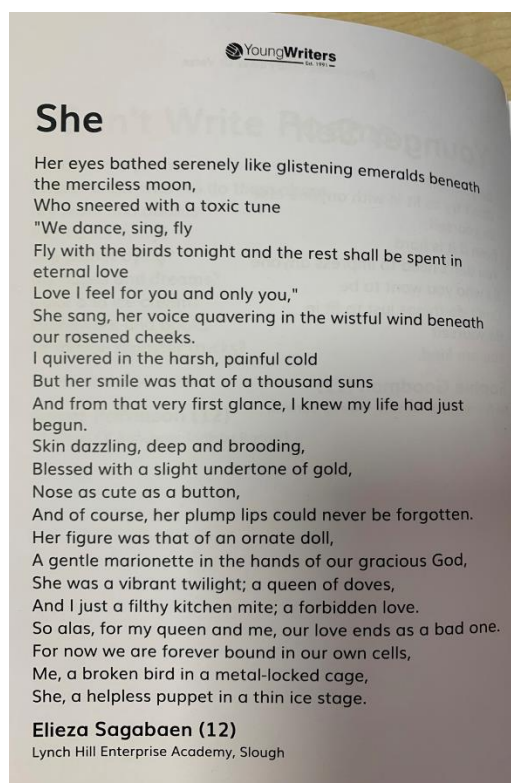 YoungWriters
Est. 1991
She
Her eyes bathed serenely like glistening emeralds beneath
the merciless moon,
Who sneered with a toxic tune
"We dance, sing, fly
Fly with the birds tonight and the rest shall be spent in
eternal love
Love I feel for you and only you,"
She sang, her voice quavering in the wistful wind beneath
our rosened cheeks.
I quivered in the harsh, painful cold
But her smile was that of a thousand suns
And from that very first glance, I knew my life had just
begun.
Skin dazzling, deep and brooding,
Blessed with a slight undertone of gold,
Nose as cute as a button,
And of course, her plump lips could never be forgotten.
Her figure was that of an ornate doll,
A gentle marionette in the hands of our gracious God,
She was a vibrant twilight; a queen of doves,
And I just a filthy kitchen mite; a forbidden love.
So alas, for my queen and me, our love ends as a bad one.
For now we are forever bound in our own cells,
Me, a broken bird in a metal-locked cage,
She, a helpless puppet in a thin ice stage.
Elieza Sagabaen (12)
Lynch Hill Enterprise Academy, Slough